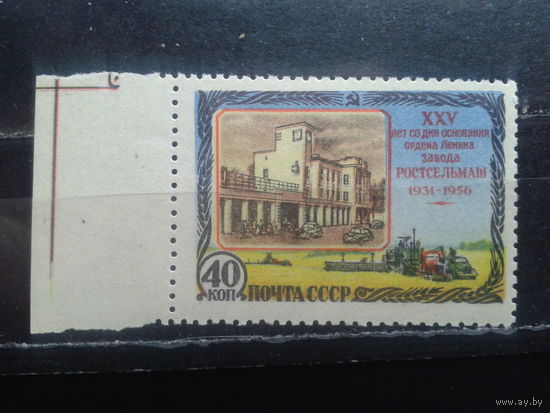 XXV
ЛЕТ СО ДНЯ ОСНОВАНИЯ
ОРДЕНА ЛЕНИНА
ЗАВОДА
РОСТСЕЛЬМАШ
1931-1956
40
КОП
ПОЧТА СССР
www.ay.by